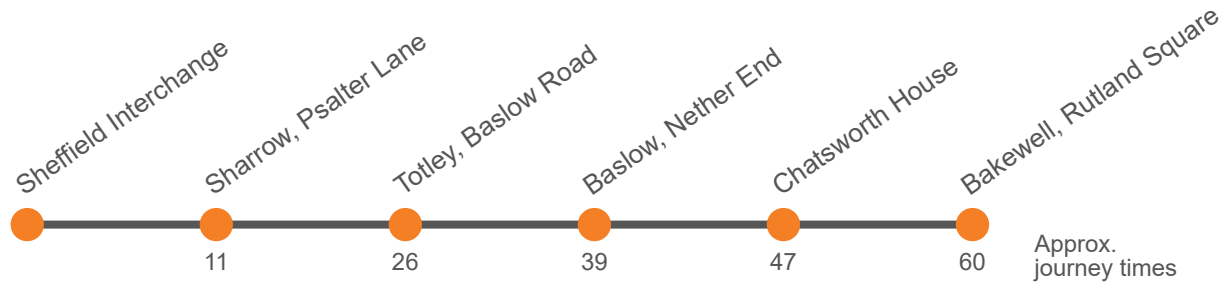 Sheffield Interchange
Sharrow, Psalter Lane
Totley, Baslow Road
Baslow, Nether End
Chatsworth House
Bakewell, Rutland Square
11
26
39
47
60
Approx.
journey times